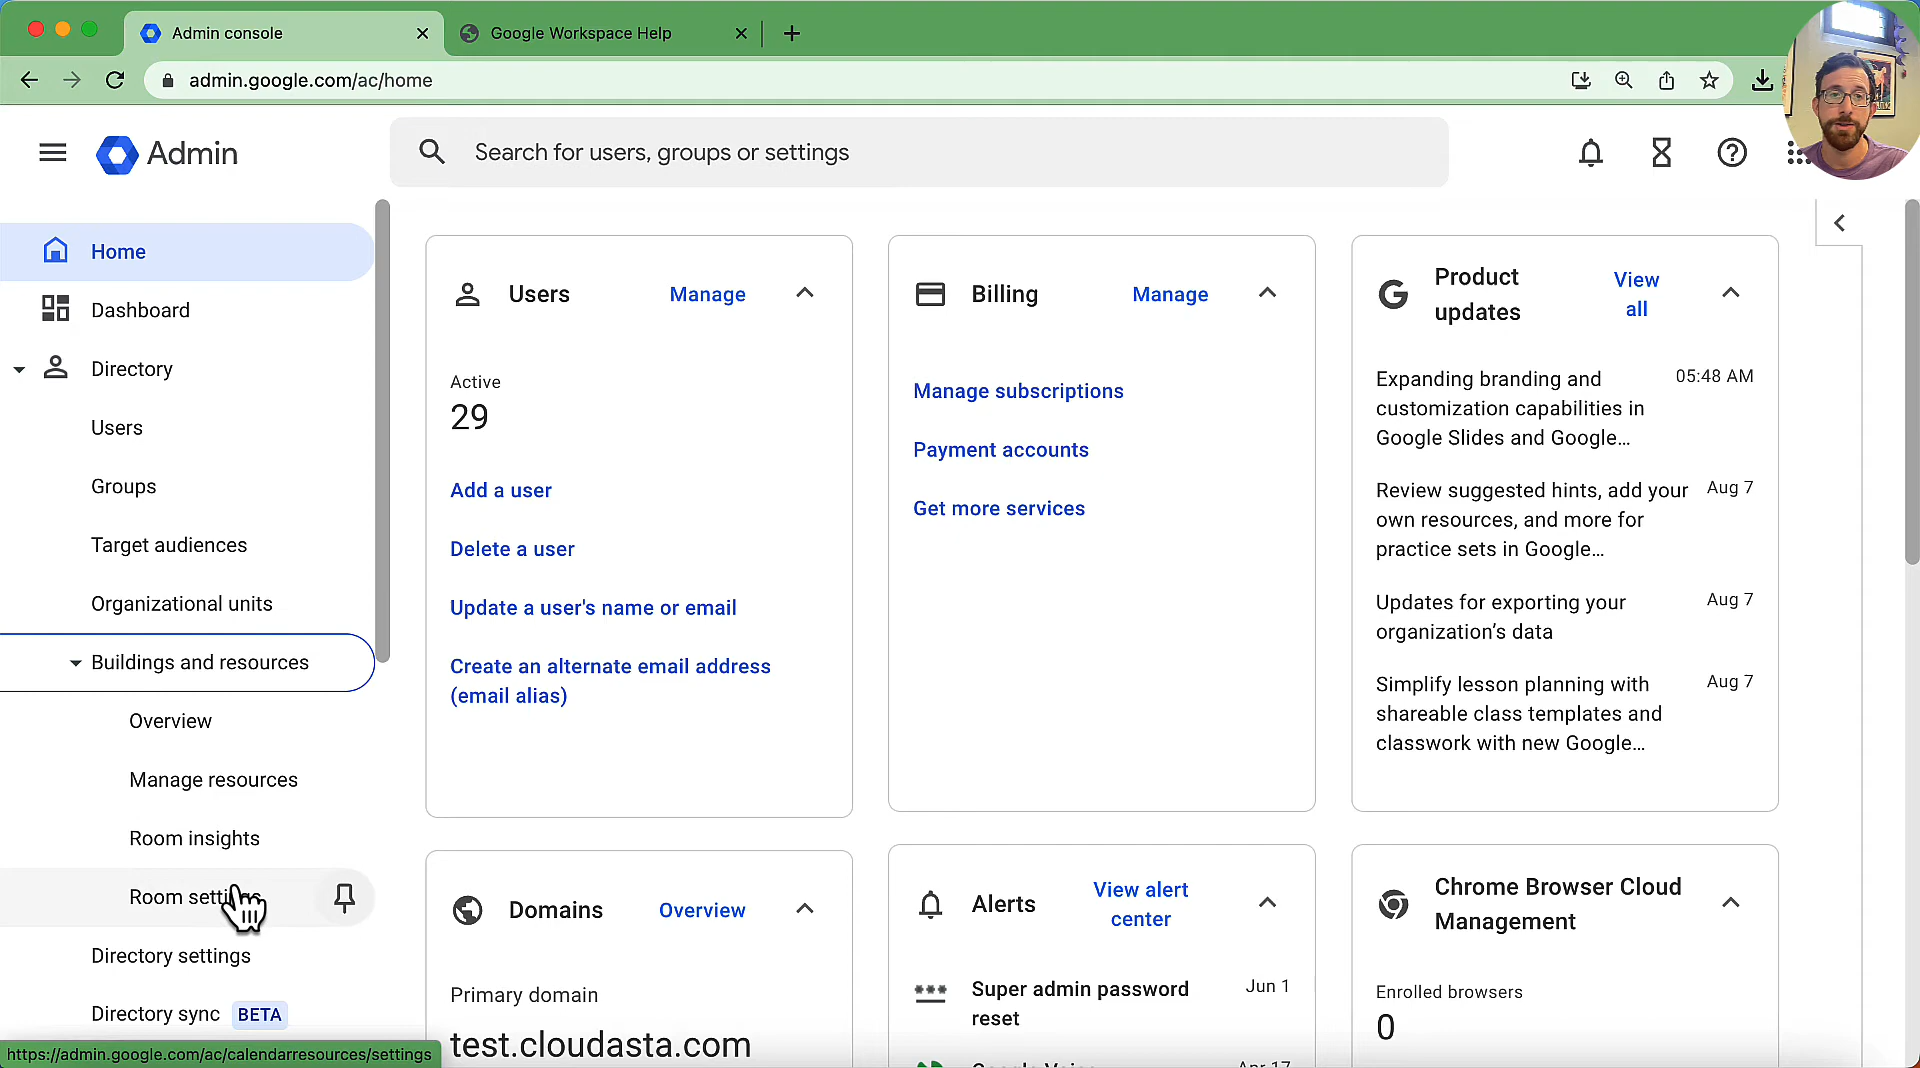 Admin console
Google Workspace Help
admin.google.com/ac/home
Admin
Search for users, groups or settings
Home
Dashboard
Directory
Users
Groups
Target audiences
Organizational units
Buildings and resources
Overview
Manage resources
Room insights
Room settings
Directory settings
Directory sync BETA
https://admin.google.com/ac/calendarresources/settings
Users Manage
Active
29
Add a user
Delete a user
Update a user's name or email
Create an alternate email address
(email alias)
Billing Manage
Manage subscriptions
Payment accounts
Get more services
Product
updates
View
all
Expanding branding and
customization capabilities in
Google Slides and Google...
05:48 AM
Review suggested hints, add your
own resources, and more for
practice sets in Google...
Aug 7
Updates for exporting your
organization's data
Aug 7
Simplify lesson planning with
shareable class templates and
classwork with new Google...
Aug 7
Domains Overview
Primary domain
test.cloudasta.com
Alerts
View alert
center
Super admin password
reset
Jun 1
Google Voice
Apr 17
Chrome Browser Cloud
Management
Enrolled browsers
0